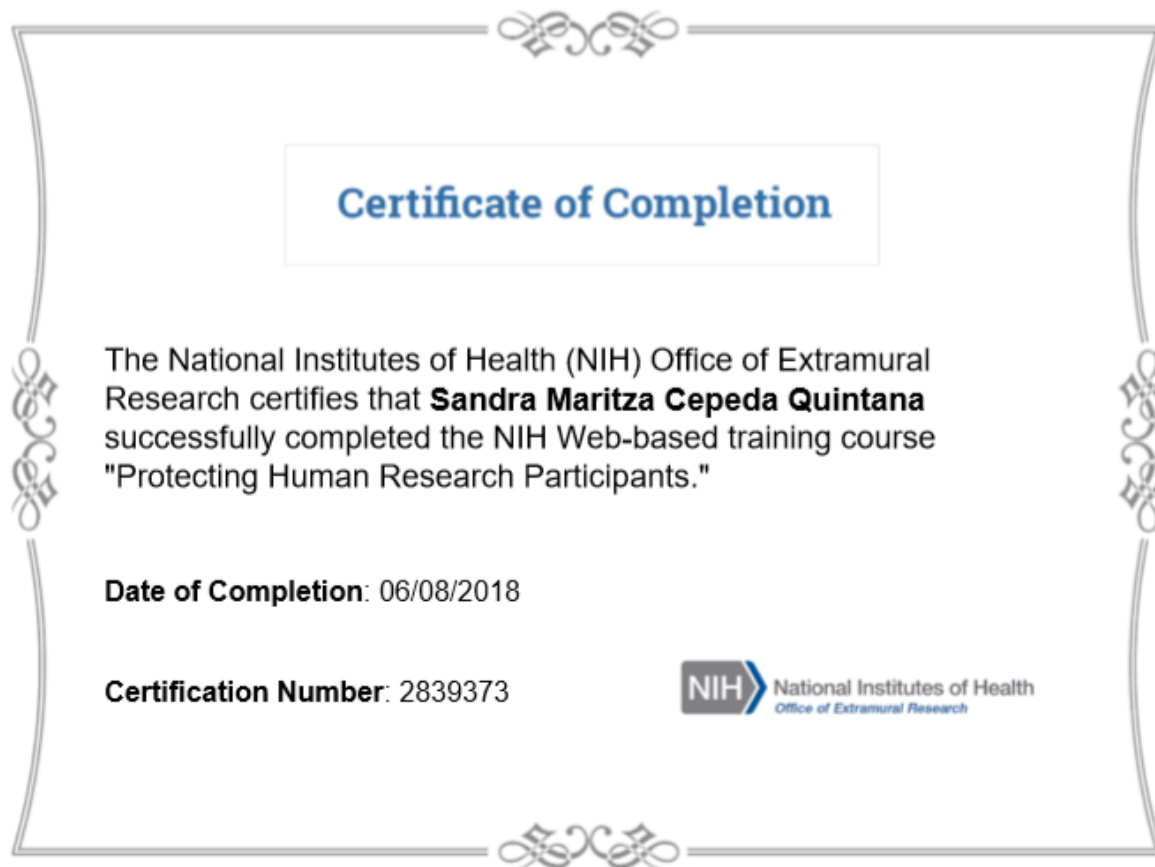 Certificate of Completion
The National Institutes of Health (NIH) Office of Extramural
Research certifies that Sandra Maritza Cepeda Quintana
successfully completed the NIH Web-based training course
"Protecting Human Research Participants."
Date of Completion: 06/08/2018
Certification Number: 2839373
NIH National Institutes of Health
Office of Extramural Research